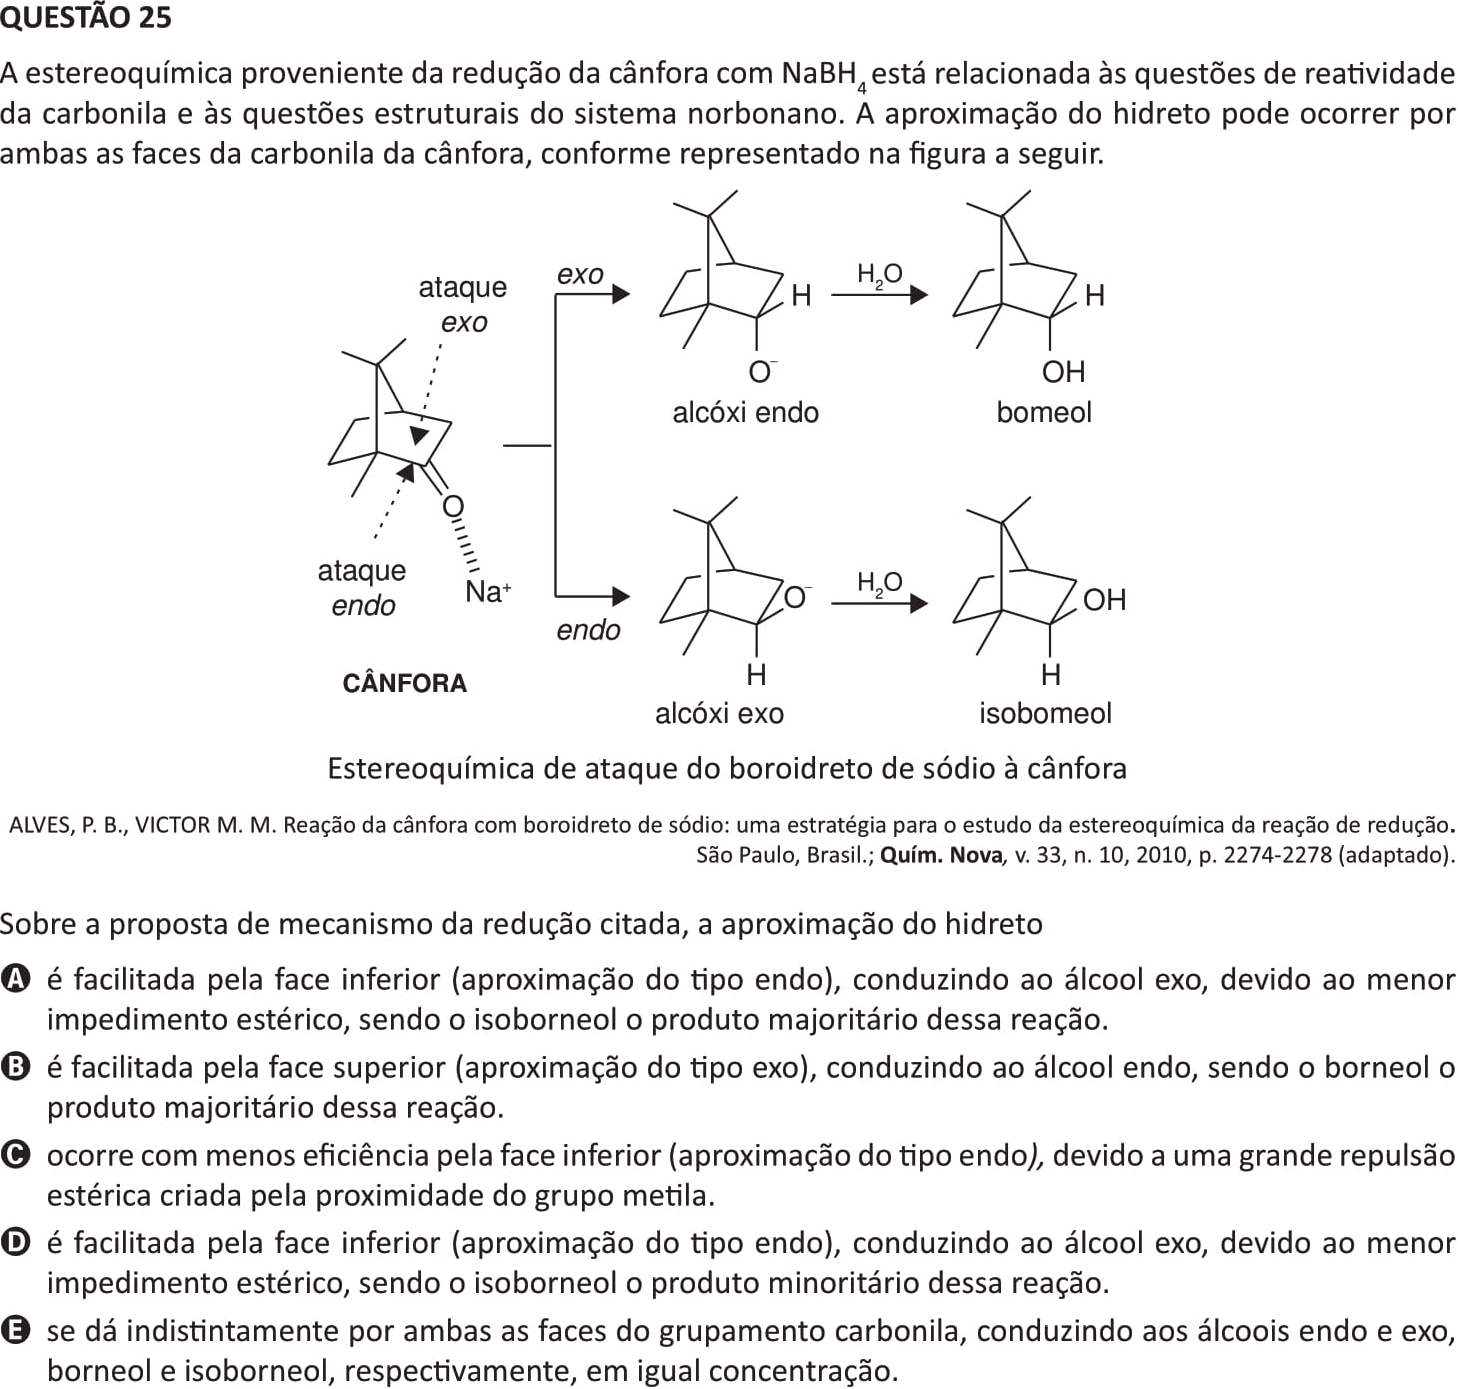 QUESTÃO 25
A estereoquímica proveniente da redução da cânfora com NaBH₄ está relacionada às questões de reatividade
da carbonila e às questões estruturais do sistema norbonano. A aproximação do hidreto pode ocorrer por
ambas as faces da carbonila da cânfora, conforme representado na figura a seguir.
ataque
exo
exo
H
O⁻
alcóxi endo
H₂O
H
OH
bomeol
O
Na⁺
ataque
endo
CÂNFORA
endo
O⁻
H
alcóxi exo
H₂O
OH
H
isobomeol
Estereoquímica de ataque do boroidreto de sódio à cânfora
ALVES, P. B., VICTOR M. M. Reação da cânfora com boroidreto de sódio: uma estratégia para o estudo da estereoquímica da reação de redução.
São Paulo, Brasil.; Quím. Nova, v. 33, n. 10, 2010, p. 2274-2278 (adaptado).
Sobre a proposta de mecanismo da redução citada, a aproximação do hidreto
A é facilitada pela face inferior (aproximação do tipo endo), conduzindo ao álcool exo, devido ao menor
impedimento estérico, sendo o isoborneol o produto majoritário dessa reação.
B é facilitada pela face superior (aproximação do tipo exo), conduzindo ao álcool endo, sendo o borneol o
produto majoritário dessa reação.
C ocorre com menos eficiência pela face inferior (aproximação do tipo endo), devido a uma grande repulsão
estérica criada pela proximidade do grupo metila.
D é facilitada pela face inferior (aproximação do tipo endo), conduzindo ao álcool exo, devido ao menor
impedimento estérico, sendo o isoborneol o produto minoritário dessa reação.
E se dá indistintamente por ambas as faces do grupamento carbonila, conduzindo aos álcoois endo e exo,
borneol e isoborneol, respectivamente, em igual concentração.